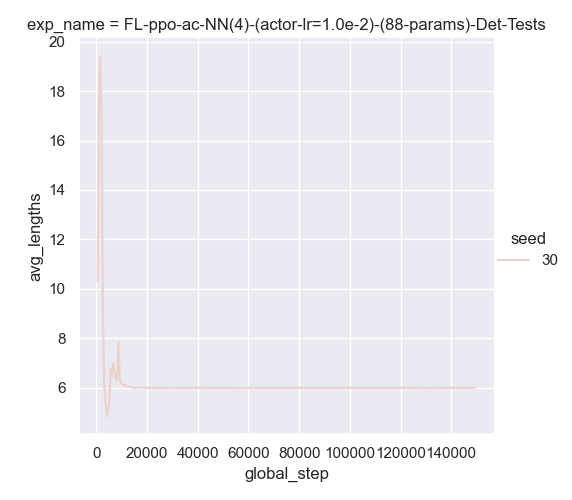 exp_name = FL-ppo-ac-NN(4)-(actor-lr=1.0e-2)-(88-params)-Det-Tests
20
18
16
14
12
10
8
6
avg_lengths
seed
30
0 20000 40000 60000 80000 100000 120000 140000
global_step